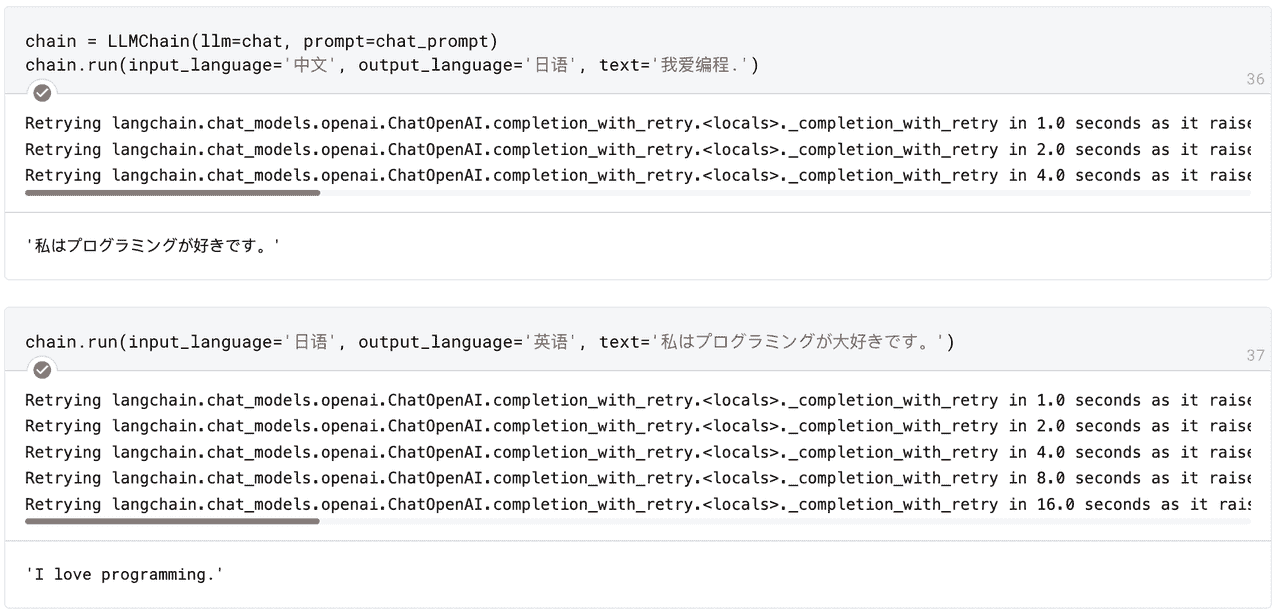 chain = LLMChain(llm=chat, prompt=chat_prompt)
chain.run(input_language='中文', output_language='日语', text='我爱编程.')
36
Retrying langchain.chat_models.openai.ChatOpenAI.completion_with_retry.<locals>._completion_with_retry in 1.0 seconds as it raise
Retrying langchain.chat_models.openai.ChatOpenAI.completion_with_retry.<locals>._completion_with_retry in 2.0 seconds as it raise
Retrying langchain.chat_models.openai.ChatOpenAI.completion_with_retry.<locals>._completion_with_retry in 4.0 seconds as it raise
'私はプログラミングが好きです。'
chain.run(input_language='日语', output_language='英语', text='私はプログラミングが大好きです。')
37
Retrying langchain.chat_models.openai.ChatOpenAI.completion_with_retry.<locals>._completion_with_retry in 1.0 seconds as it raise
Retrying langchain.chat_models.openai.ChatOpenAI.completion_with_retry.<locals>._completion_with_retry in 2.0 seconds as it raise
Retrying langchain.chat_models.openai.ChatOpenAI.completion_with_retry.<locals>._completion_with_retry in 4.0 seconds as it raise
Retrying langchain.chat_models.openai.ChatOpenAI.completion_with_retry.<locals>._completion_with_retry in 8.0 seconds as it raise
Retrying langchain.chat_models.openai.ChatOpenAI.completion_with_retry.<locals>._completion_with_retry in 16.0 seconds as it rais
'I love programming.'